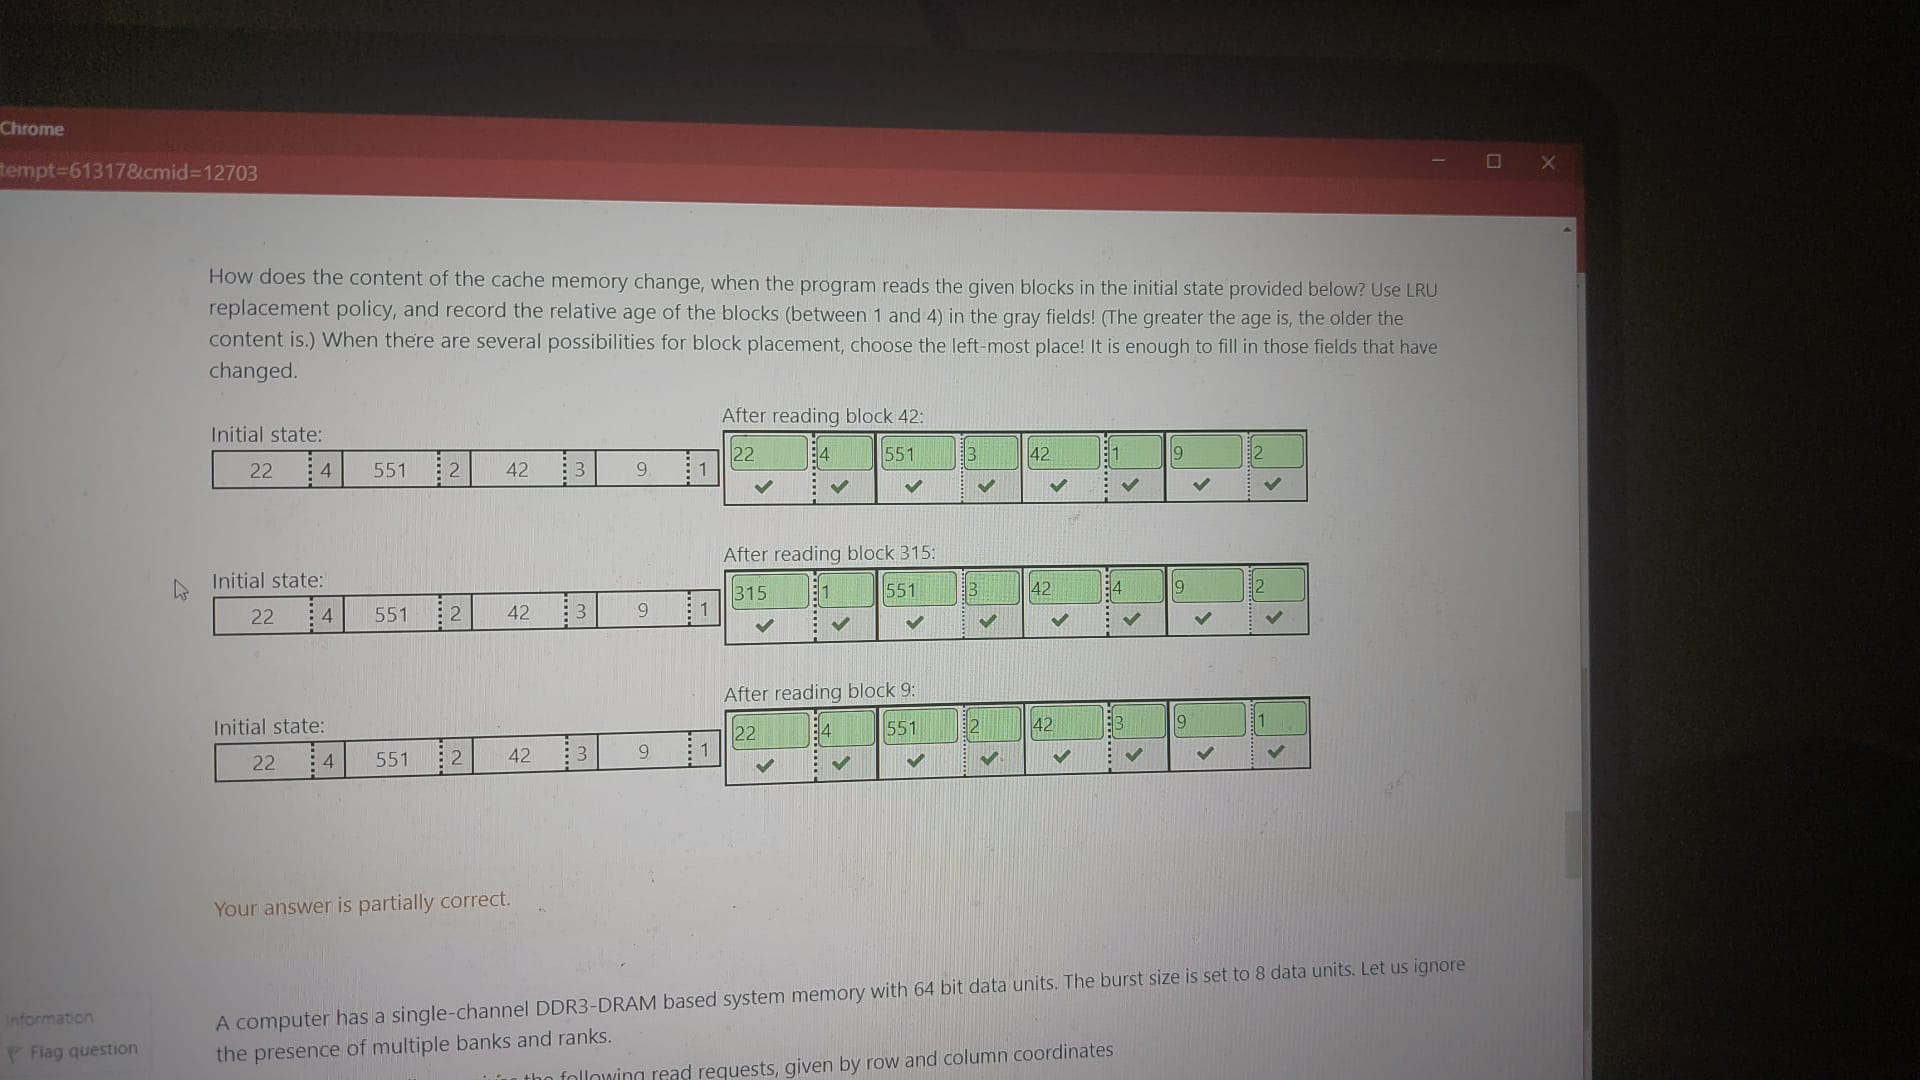 Chrome
tempt=61317&cmid=12703
How does the content of the cache memory change, when the program reads the given blocks in the initial state provided below? Use LRU
replacement policy, and record the relative age of the blocks (between 1 and 4) in the gray fields! (The greater the age is, the older the
content is.) When there are several possibilities for block placement, choose the left-most place! It is enough to fill in those fields that have
changed.
After reading block 42:
Initial state:
22 4 551 2 42 3 9 1
22 4 551 3 42 1 9 2
After reading block 315:
Initial state:
22 4 551 2 42 3 9 1
315 1 551 3 42 4 9 2
After reading block 9:
Initial state:
22 4 551 2 42 3 9 1
22 4 551 2 42 3 9 1
Your answer is partially correct.
A computer has a single-channel DDR3-DRAM based system memory with 64 bit data units. The burst size is set to 8 data units. Let us ignore
the presence of multiple banks and ranks.
Information
Flag question
the following read requests, given by row and column coordinates